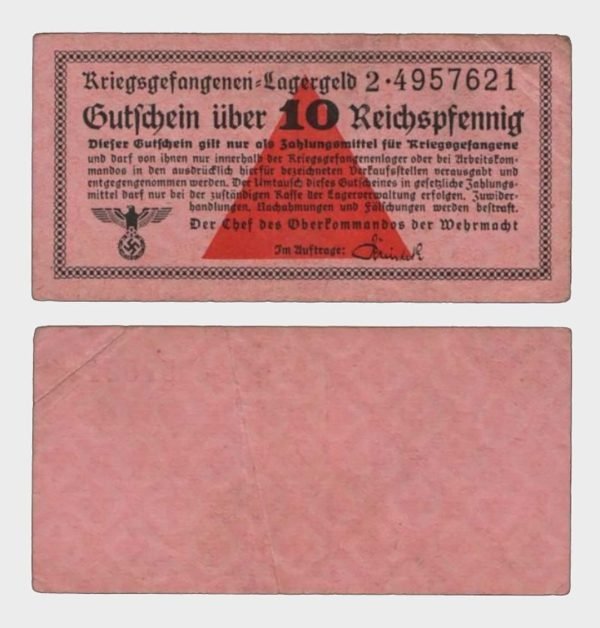 Kriegsgefangenen-Lagergeld 2·4957621
Gutschein über 10 Reichspfennig
Dieser Gutschein gilt nur als Zahlungsmittel für Kriegsgefangene
und darf von ihnen nur innerhalb der Kriegsgefangenenlager oder bei Arbeitskom-
mandos in den ausdrücklich hierfür bezeichneten Verkaufsstellen verausgabt und
entgegengenommen werden. Der Umtausch dieses Gutscheines in gesetzliche Zahlungs-
mittel darf nur bei der zuständigen Kasse der Lagerverwaltung erfolgen. Zuwider-
handlungen, Nachahmungen und Fälschungen werden bestraft.
Der Chef des Oberkommandos der Wehrmacht
Im Auftrage: